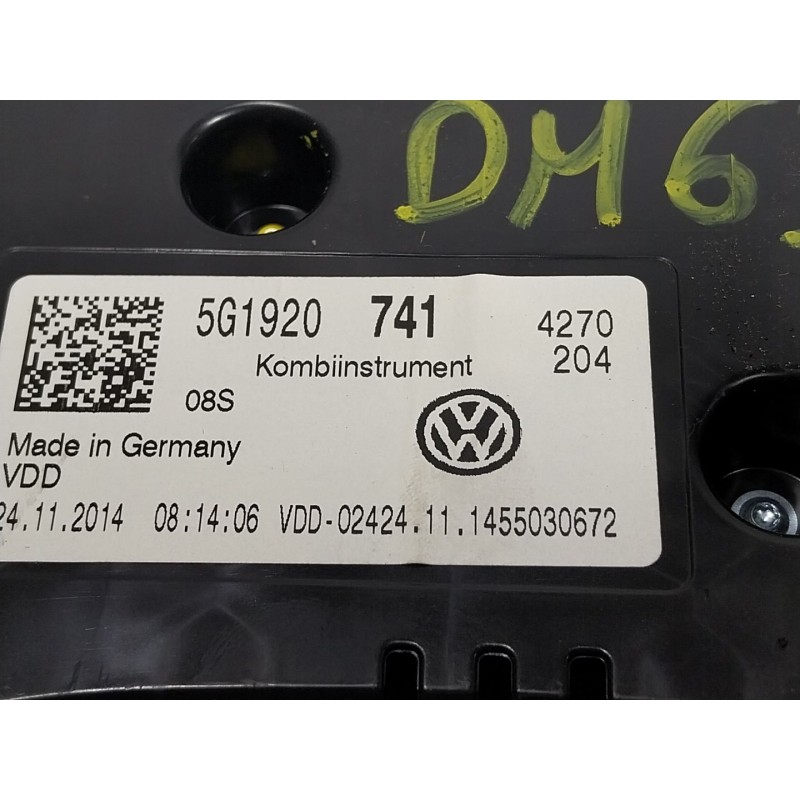 DM6
5G1920 741 4270
Kombiinstrument 204
08S
Made in Germany
VDD
24.11.2014 08:14:06 VDD-02424.11.1455030672